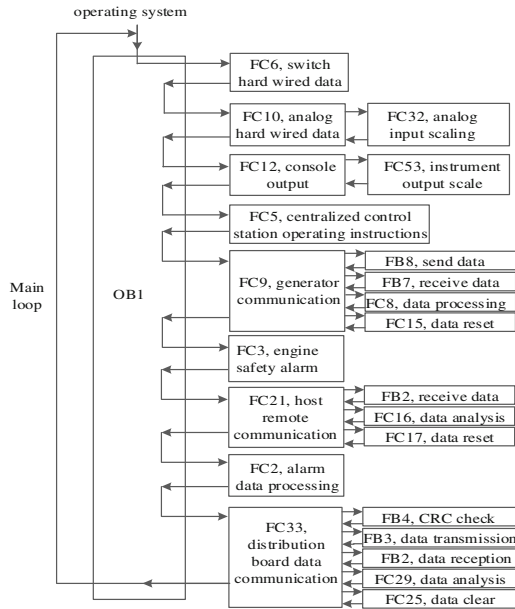 operating system
FC6, switch
hard wired data
FC10, analog
hard wired data
FC32, analog
input scaling
FC12, console
output
FC53, instrument
output scale
FC5, centralized control
station operating instructions
Main
loop
OB1
FC9, generator
communication
FB8, send data
FB7, receive data
FC8, data processing
FC15, data reset
FC3, engine
safety alarm
FC21, host
remote
communication
FB2, receive data
FC16, data analysis
FC17, data reset
FC2, alarm
data processing
FC33,
distribution
board data
communication
FB4, CRC check
FB3, data transmission
FB2, data reception
FC29, data analysis
FC25, data clear